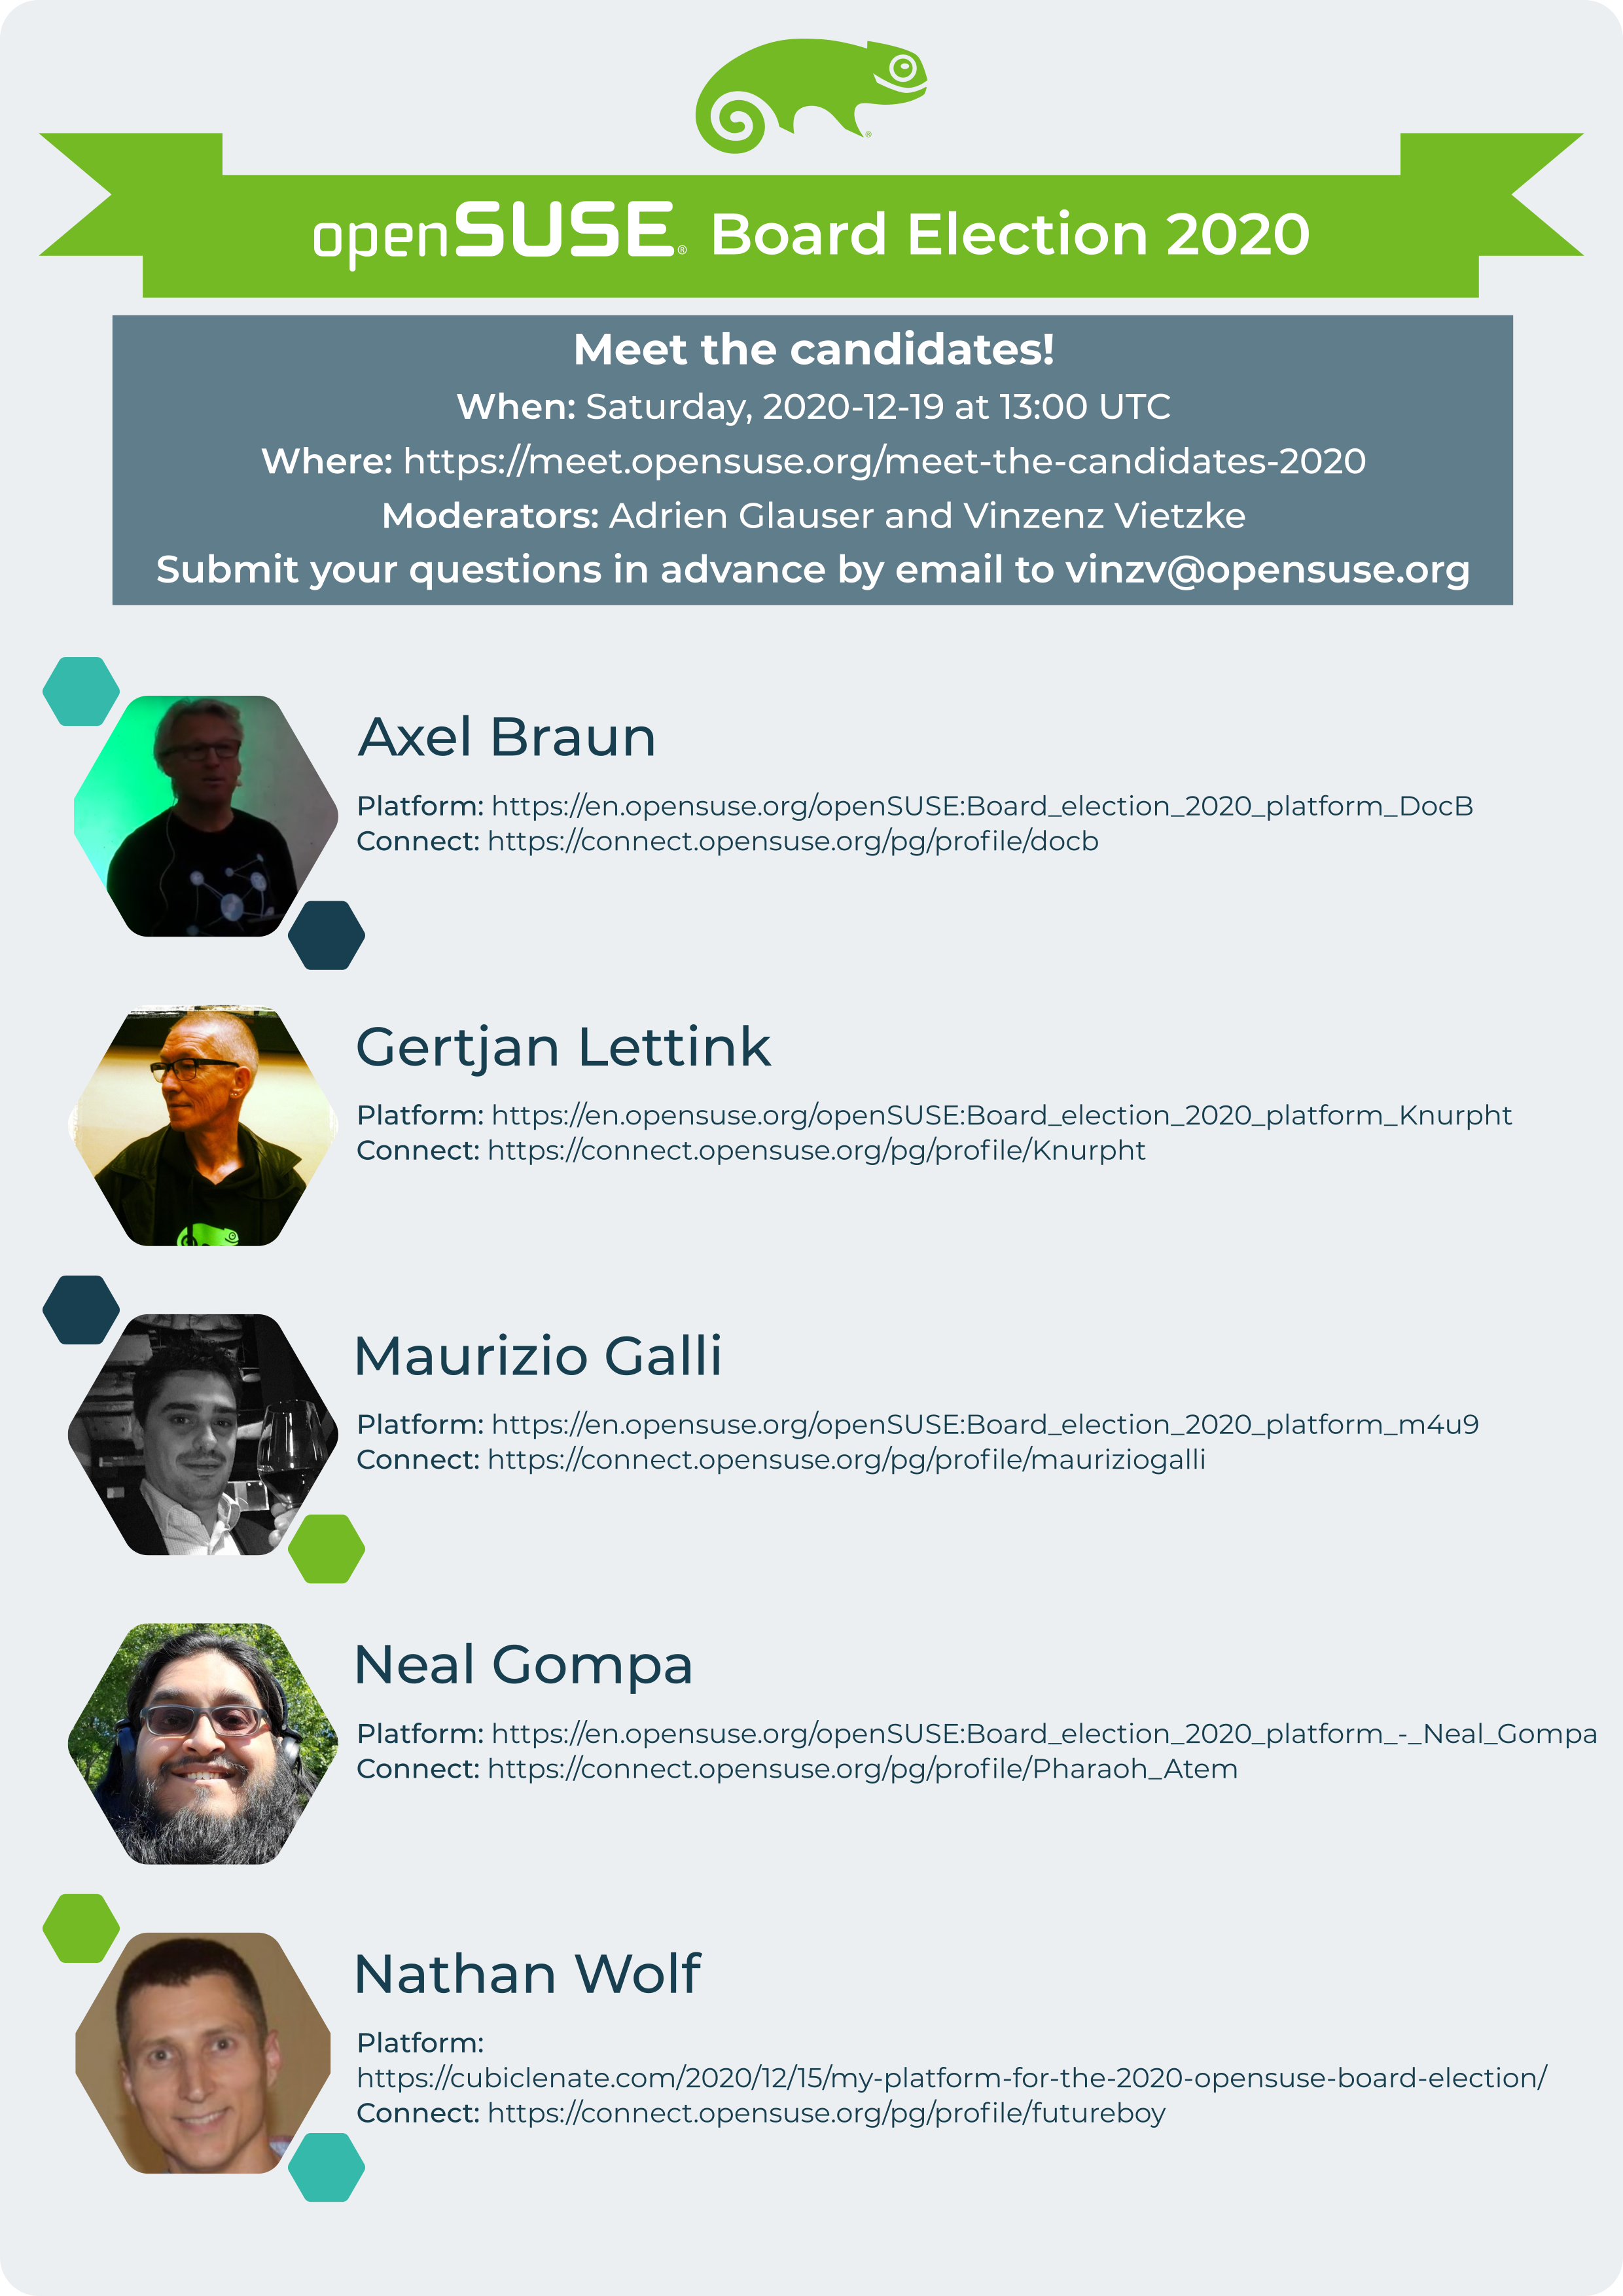 openSUSE® Board Election 2020
Meet the candidates!
When: Saturday, 2020-12-19 at 13:00 UTC
Where: https://meet.opensuse.org/meet-the-candidates-2020
Moderators: Adrien Glauser and Vinzenz Vietzke
Submit your questions in advance by email to vinzv@opensuse.org
Axel Braun
Platform: https://en.opensuse.org/openSUSE:Board_election_2020_platform_DocB
Connect: https://connect.opensuse.org/pg/profile/docb
Gertjan Lettink
Platform: https://en.opensuse.org/openSUSE:Board_election_2020_platform_Knurpht
Connect: https://connect.opensuse.org/pg/profile/Knurpht
Maurizio Galli
Platform: https://en.opensuse.org/openSUSE:Board_election_2020_platform_m4u9
Connect: https://connect.opensuse.org/pg/profile/mauriziogalli
Neal Gompa
Platform: https://en.opensuse.org/openSUSE:Board_election_2020_platform_-_Neal_Gompa
Connect: https://connect.opensuse.org/pg/profile/Pharaoh_Atem
Nathan Wolf
Platform:
https://cubiclenate.com/2020/12/15/my-platform-for-the-2020-opensuse-board-election/
Connect: https://connect.opensuse.org/pg/profile/futureboy